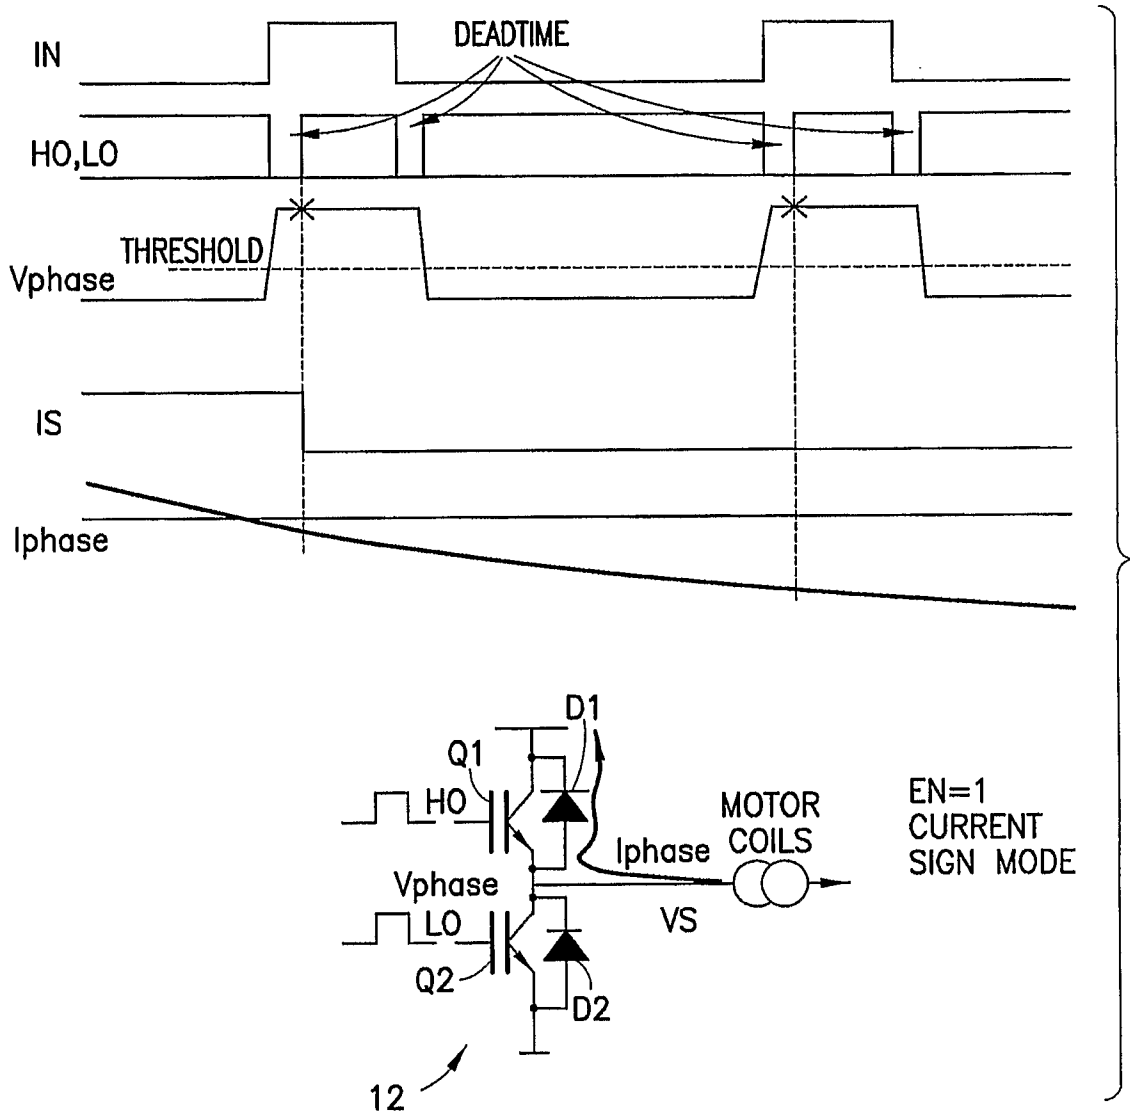 DEADTIME
IN
HO,LO
THRESHOLD
Vphase
IS
Iphase
D1
Q1
HO
MOTOR
COILS
EN=1
CURRENT
SIGN MODE
Iphase
Vphase
LO
VS
Q2
D2
12